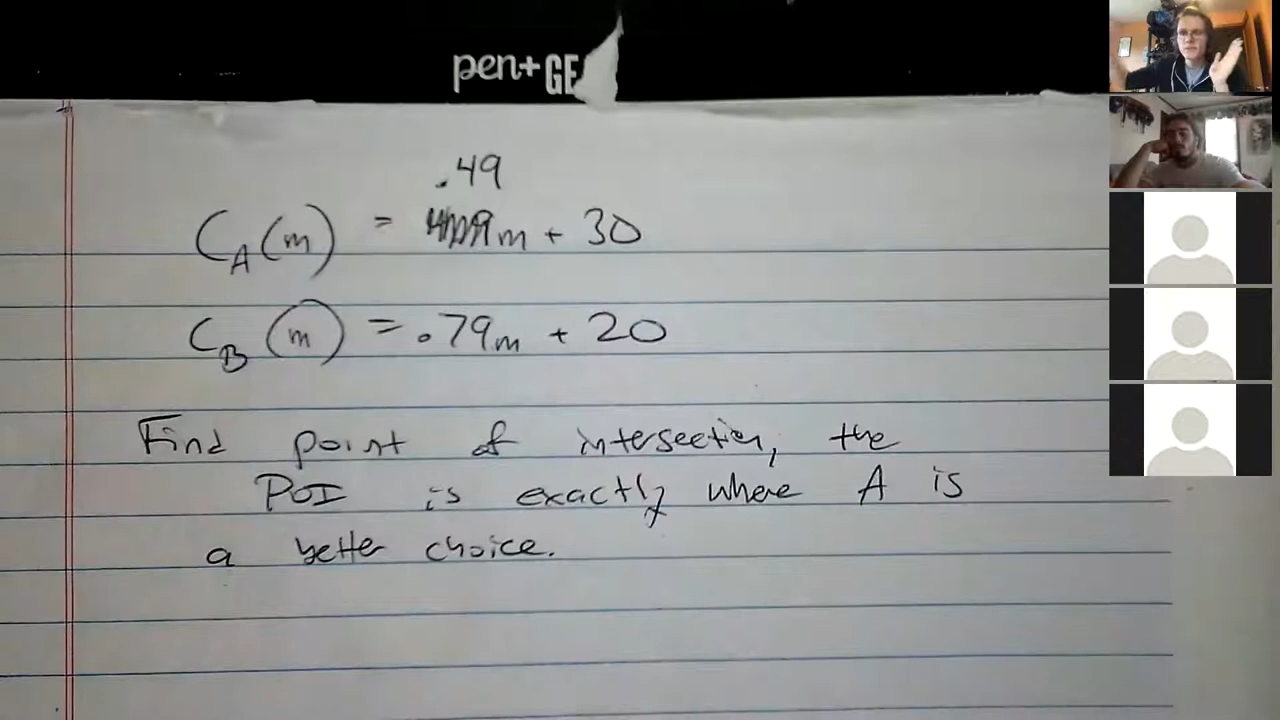 pen+ GE
.49
C_A(m) = m + 30
C_B(m) = .79m + 20
Find point of intersection, the
POI is exactly where A is
a better choice.